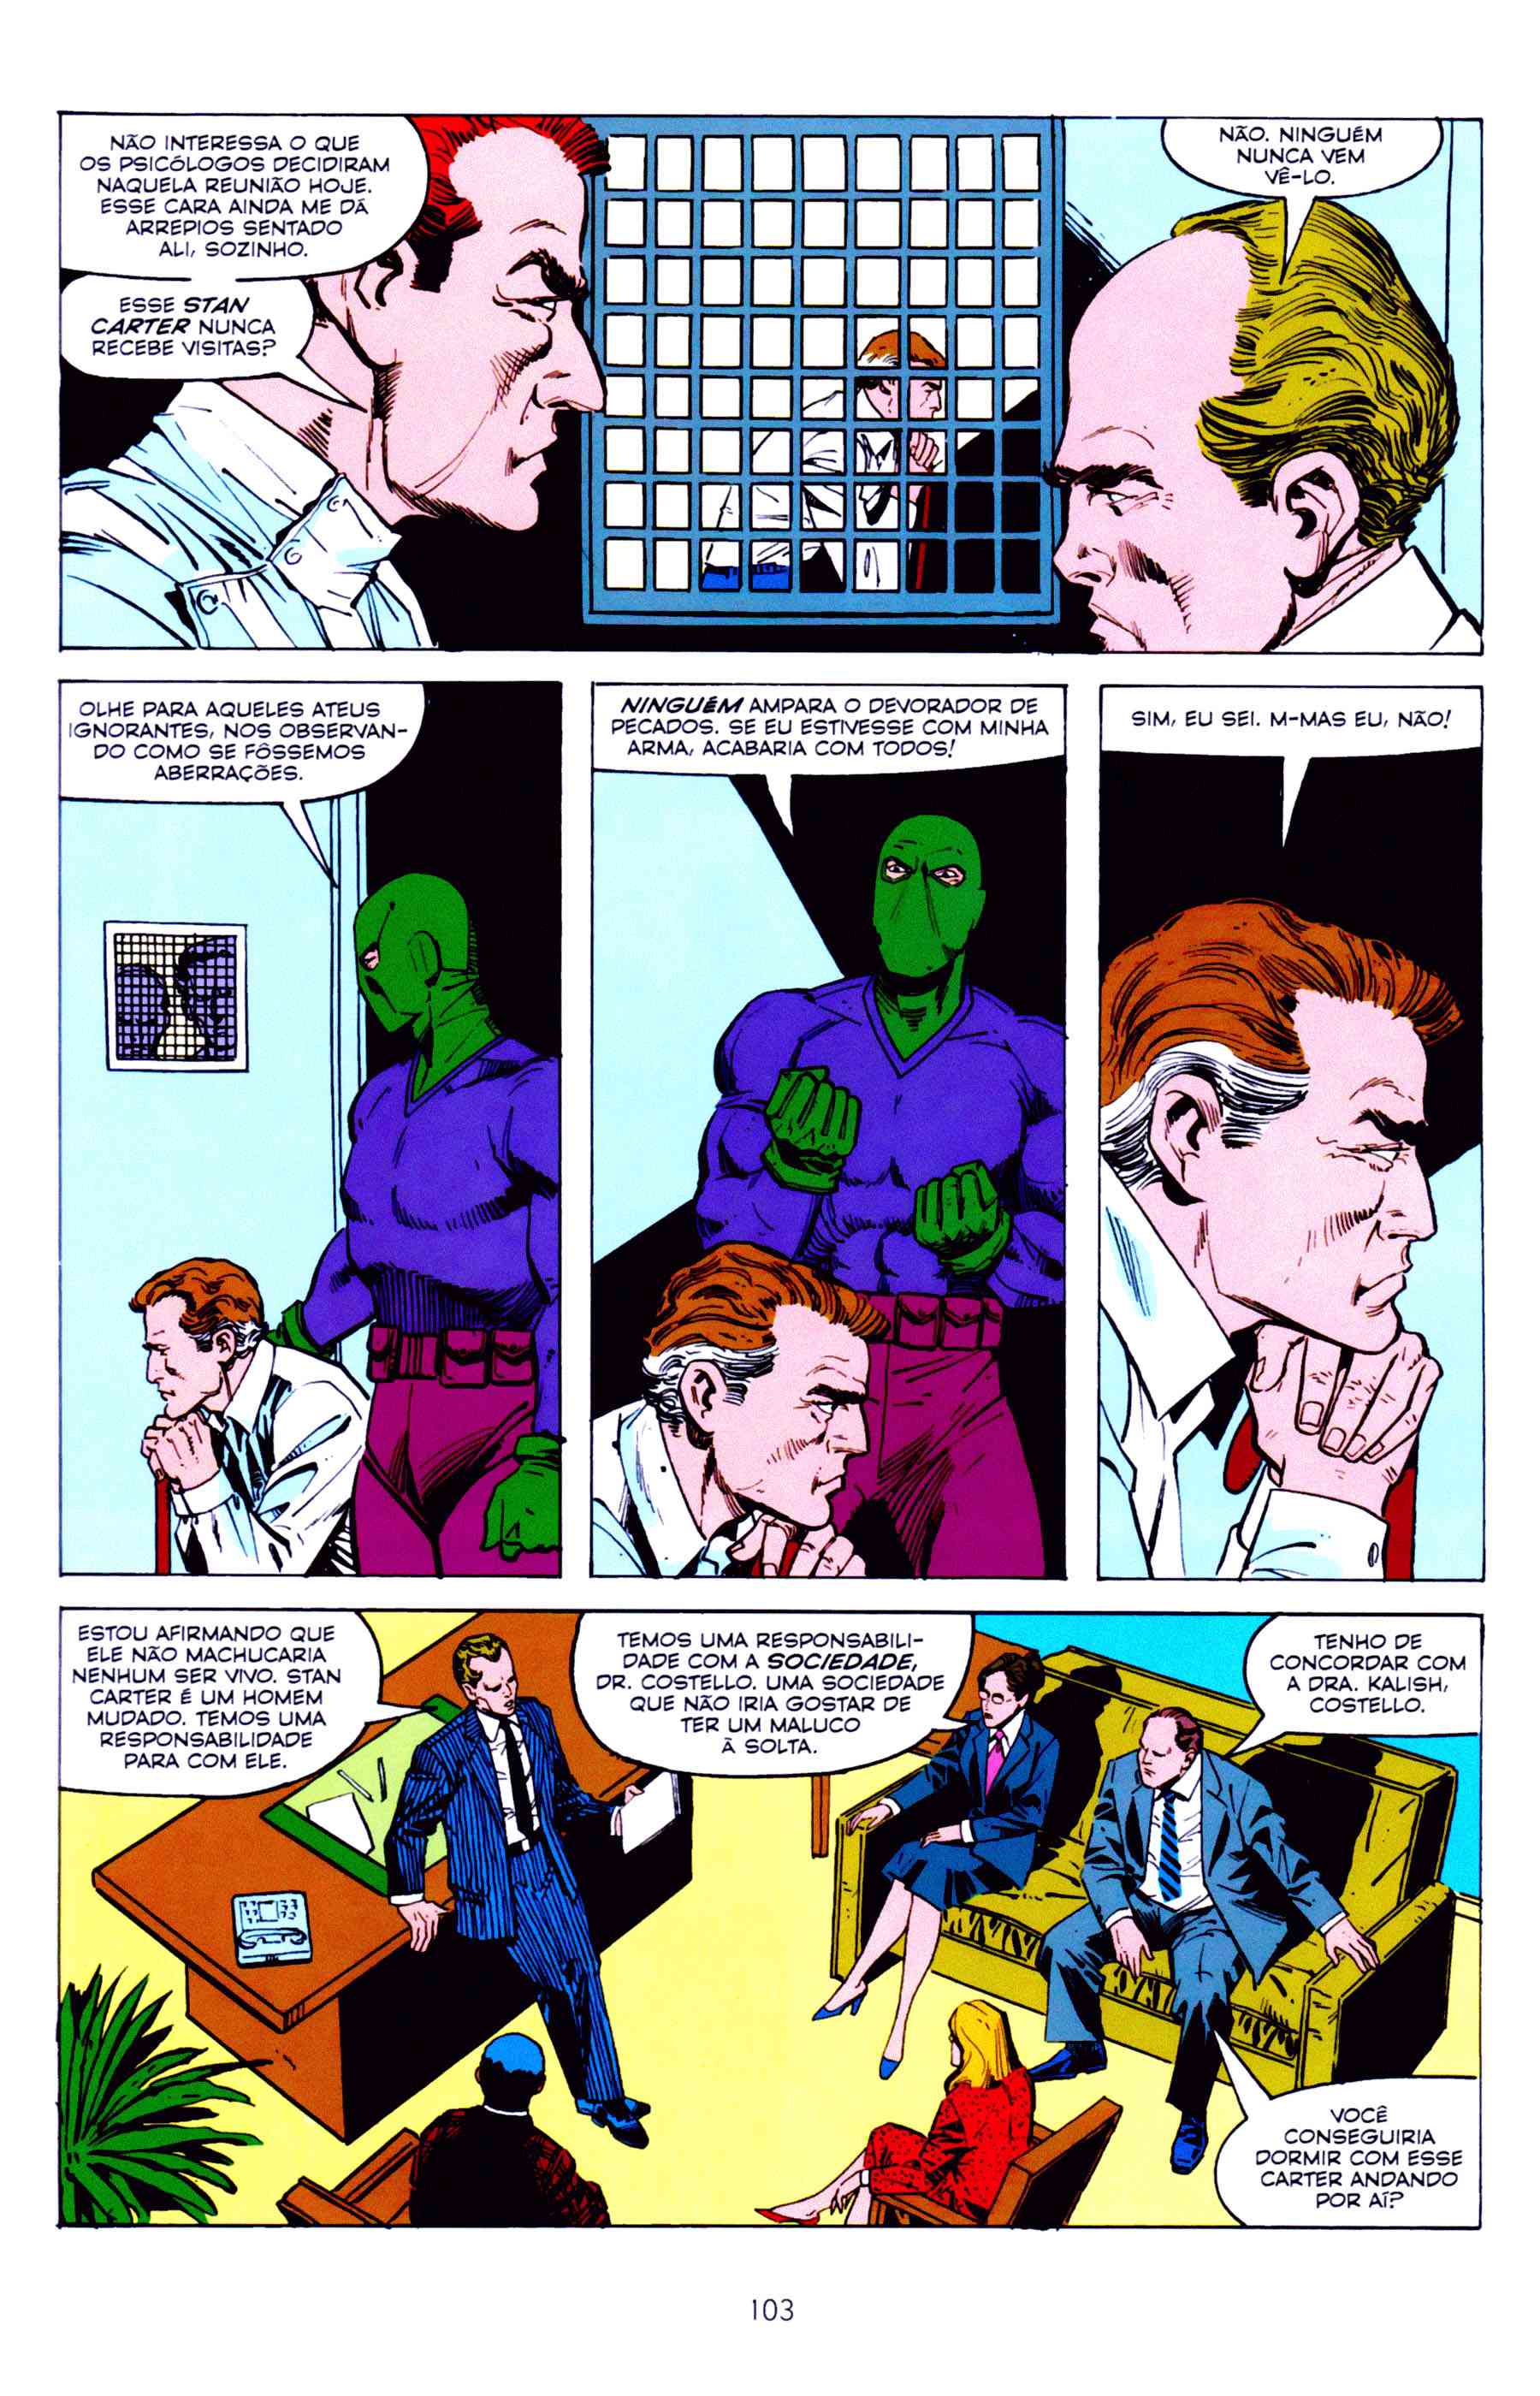 NÃO INTERESSA O QUE
OS PSICÓLOGOS DECIDIRAM
NAQUELA REUNIÃO HOJE.
ESSE CARA AINDA ME DÁ
ARREPIOS SENTADO
ALI, SOZINHO.
ESSE STAN
CARTER NUNCA
RECEBE VISITAS?
NÃO. NINGUÉM
NUNCA VEM
VÊ-LO.
OLHE PARA AQUELES ATEUS
IGNORANTES, NOS OBSERVAN-
DO COMO SE FÔSSEMOS
ABERRAÇÕES.
NINGUÉM AMPARA O DEVORADOR DE
PECADOS. SE EU ESTIVESSE COM MINHA
ARMA, ACABARIA COM TODOS!
SIM, EU SEI. M-MAS EU, NÃO!
ESTOU AFIRMANDO QUE
ELE NÃO MACHUCARIA
NENHUM SER VIVO. STAN
CARTER É UM HOMEM
MUDADO. TEMOS UMA
RESPONSABILIDADE
PARA COM ELE.
TEMOS UMA RESPONSABILI-
DADE COM A SOCIEDADE,
DR. COSTELLO. UMA SOCIEDADE
QUE NÃO IRIA GOSTAR DE
TER UM MALUCO
À SOLTA.
TENHO DE
CONCORDAR COM
A DRA. KALISH,
COSTELLO.
VOCÊ
CONSEGUIRIA
DORMIR COM ESSE
CARTER ANDANDO
POR AÍ?
103